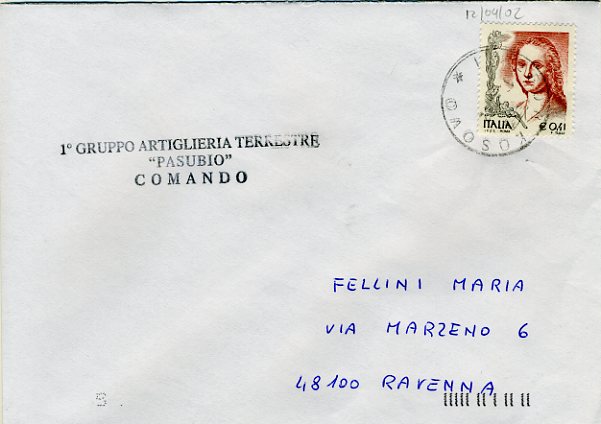 12/04/02
ITALIA
€ 0,41
KOSOVO
1° GRUPPO ARTIGLIERIA TERRESTRE
"PASUBIO"
COMANDO
FELLINI MARIA
VIA MARZENO 6
48100 RAVENNA